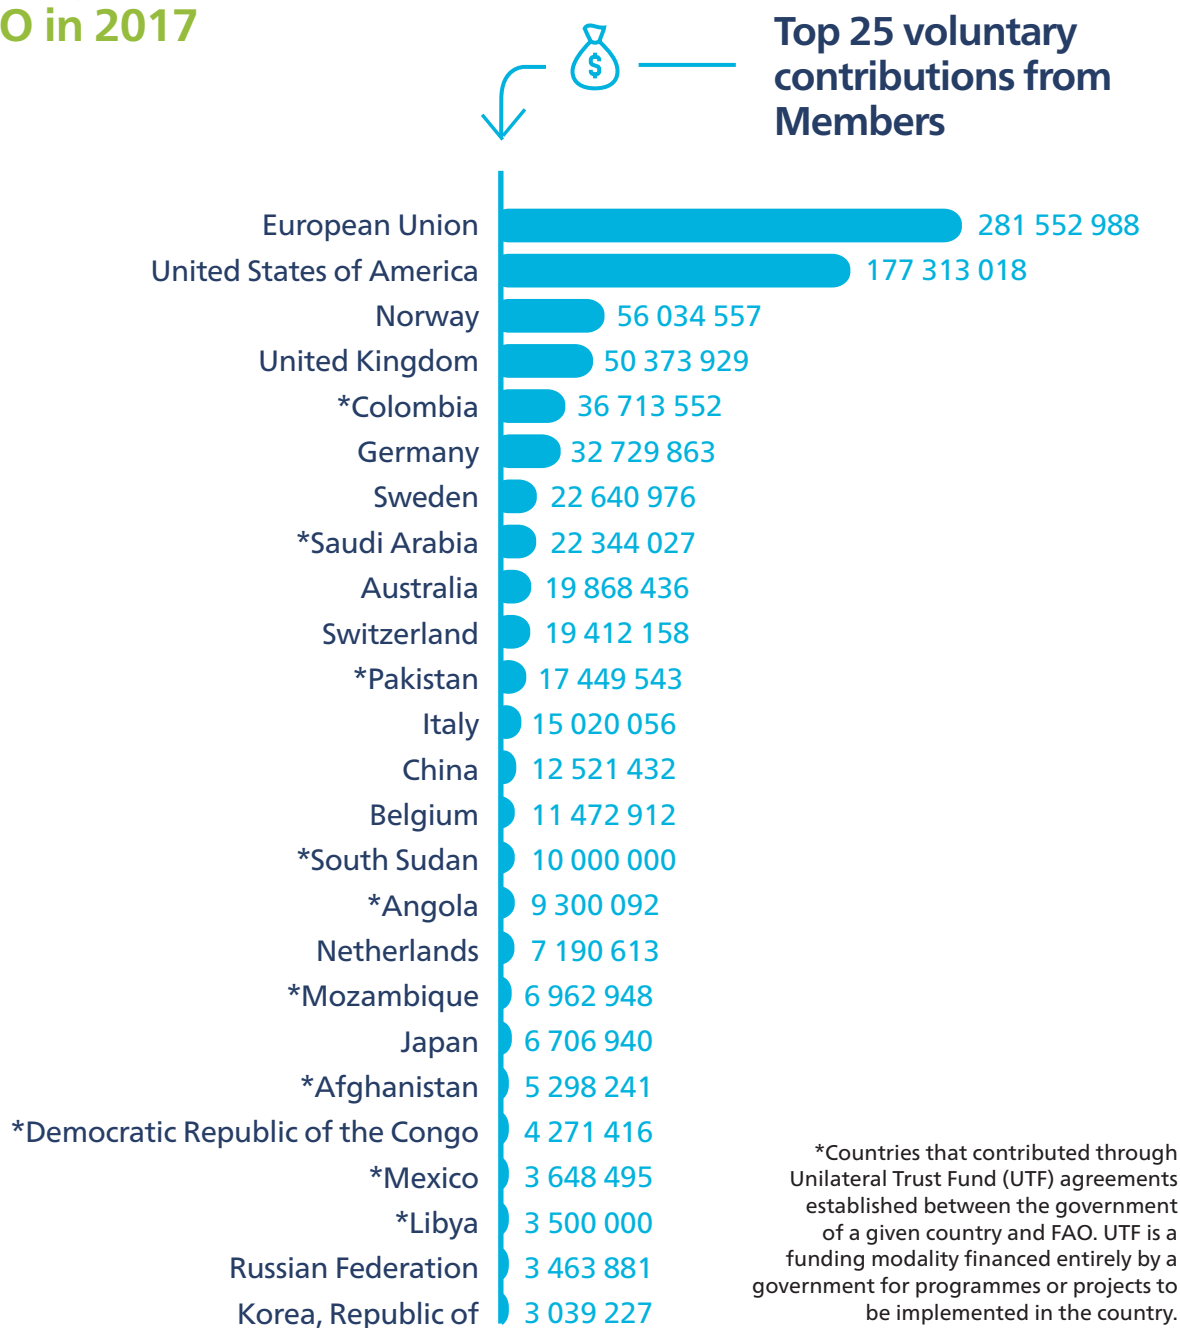 O in 2017
$
Top 25 voluntary
contributions from
Members
European Union 281 552 988
United States of America 177 313 018
Norway 56 034 557
United Kingdom 50 373 929
*Colombia 36 713 552
Germany 32 729 863
Sweden 22 640 976
*Saudi Arabia 22 344 027
Australia 19 868 436
Switzerland 19 412 158
*Pakistan 17 449 543
Italy 15 020 056
China 12 521 432
Belgium 11 472 912
*South Sudan 10 000 000
*Angola 9 300 092
Netherlands 7 190 613
*Mozambique 6 962 948
Japan 6 706 940
*Afghanistan 5 298 241
*Democratic Republic of the Congo 4 271 416
*Mexico 3 648 495
*Libya 3 500 000
Russian Federation 3 463 881
Korea, Republic of 3 039 227
*Countries that contributed through
Unilateral Trust Fund (UTF) agreements
established between the government
of a given country and FAO. UTF is a
funding modality financed entirely by a
government for programmes or projects to
be implemented in the country.